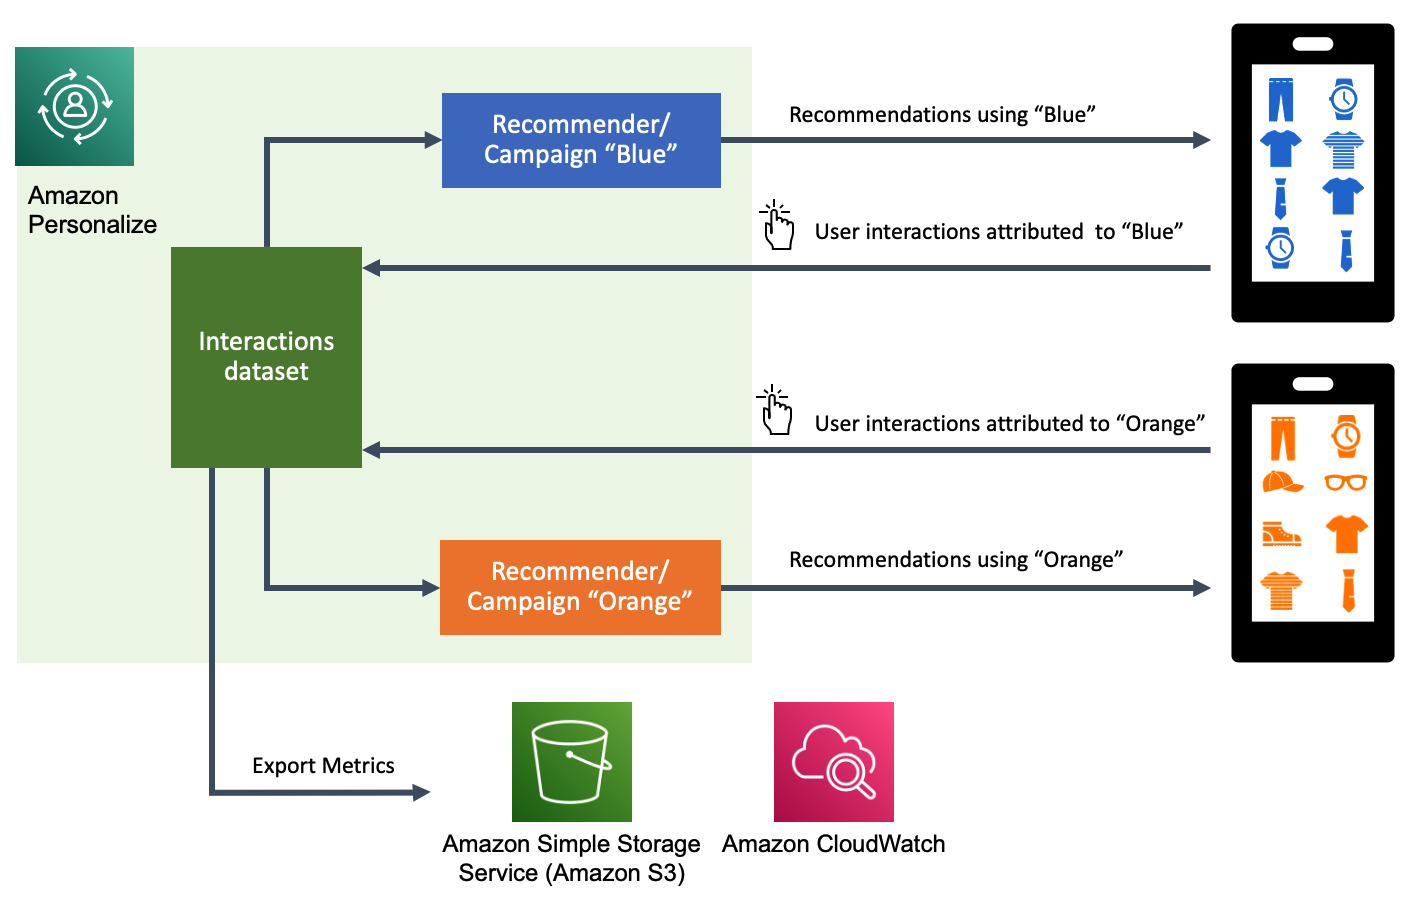 Amazon
Personalize
Recommender/
Campaign “Blue”
Recommendations using “Blue”
User interactions attributed  to “Blue”
Interactions
dataset
User interactions attributed to “Orange”
Recommender/
Campaign “Orange”
Recommendations using “Orange”
Export Metrics
Amazon Simple Storage
Service (Amazon S3)
Amazon CloudWatch